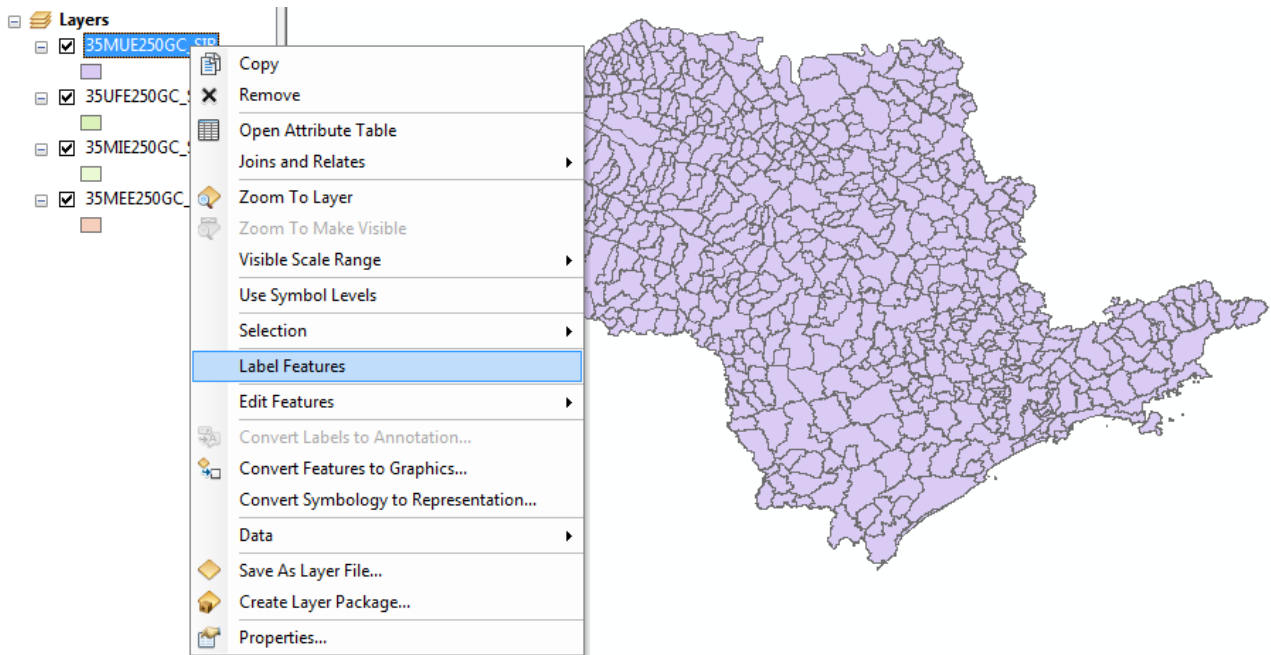 Layers
35MUE250GC_SIR
35UFE250GC_S
35MIE250GC_S
35MEE250GC_
Copy
Remove
Open Attribute Table
Joins and Relates
Zoom To Layer
Zoom To Make Visible
Visible Scale Range
Use Symbol Levels
Selection
Label Features
Edit Features
Convert Labels to Annotation...
Convert Features to Graphics...
Convert Symbology to Representation...
Data
Save As Layer File...
Create Layer Package...
Properties...